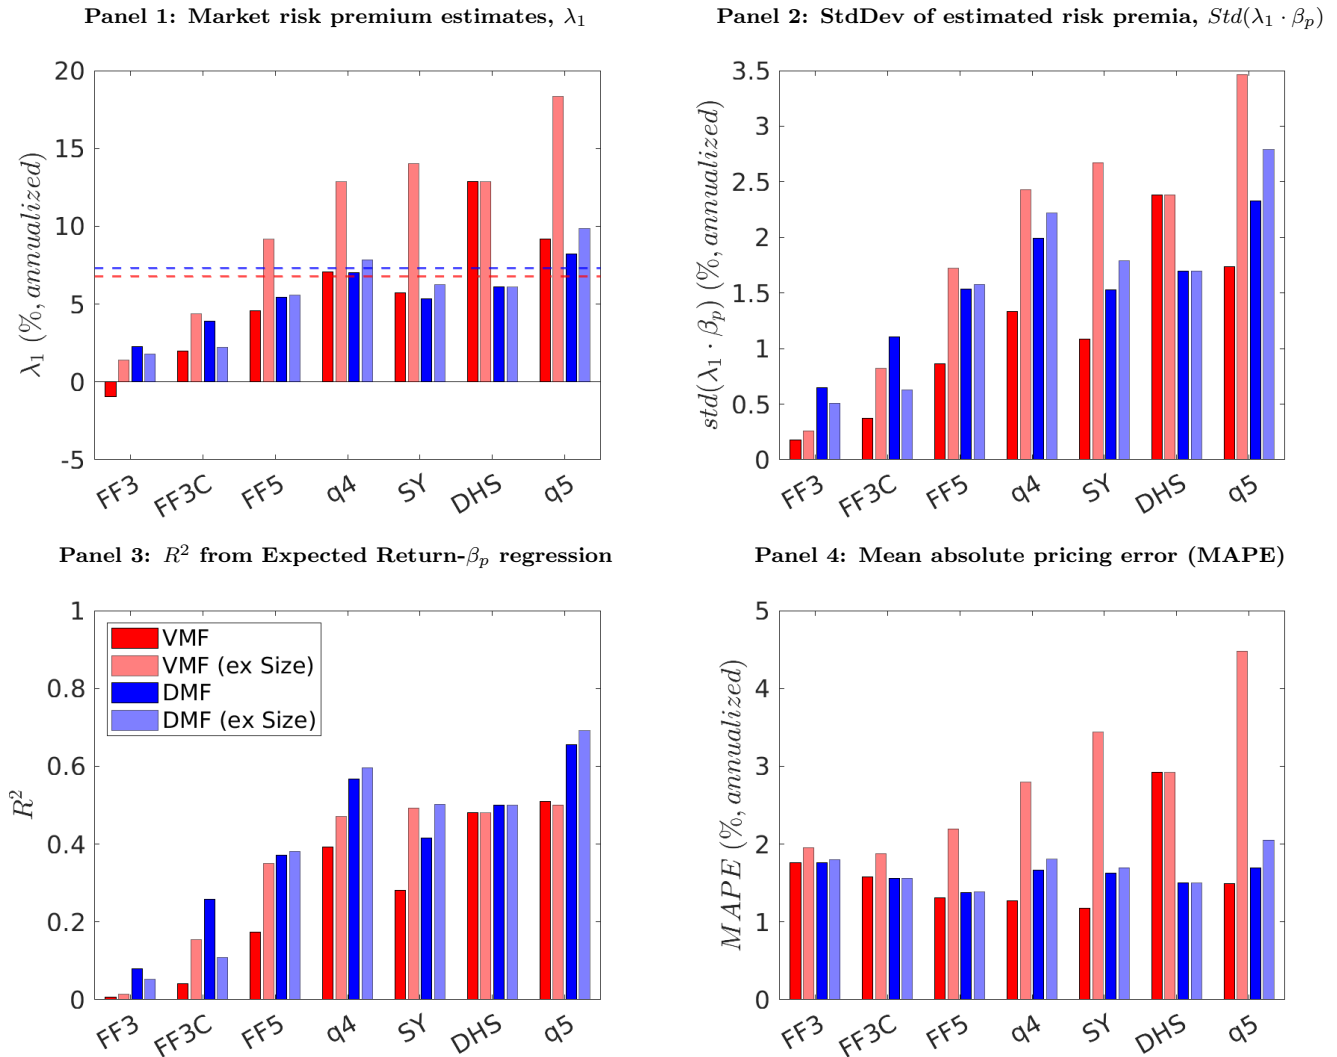 Panel 1: Market risk premium estimates, λ₁
20
15
10
5
0
-5
λ₁ (%, annualized)
FF3 FF3C FF5 q4 SY DHS q5
Panel 2: StdDev of estimated risk premia, Std(λ₁ · βₚ)
3.5
3
2.5
2
1.5
1
0.5
0
std(λ₁ · βₚ) (%, annualized)
FF3 FF3C FF5 q4 SY DHS q5
Panel 3: R² from Expected Return-βₚ regression
1
0.8
0.6
0.4
0.2
0
R²
VMF
VMF (ex Size)
DMF
DMF (ex Size)
FF3 FF3C FF5 q4 SY DHS q5
Panel 4: Mean absolute pricing error (MAPE)
5
4
3
2
1
0
MAPE (%, annualized)
FF3 FF3C FF5 q4 SY DHS q5